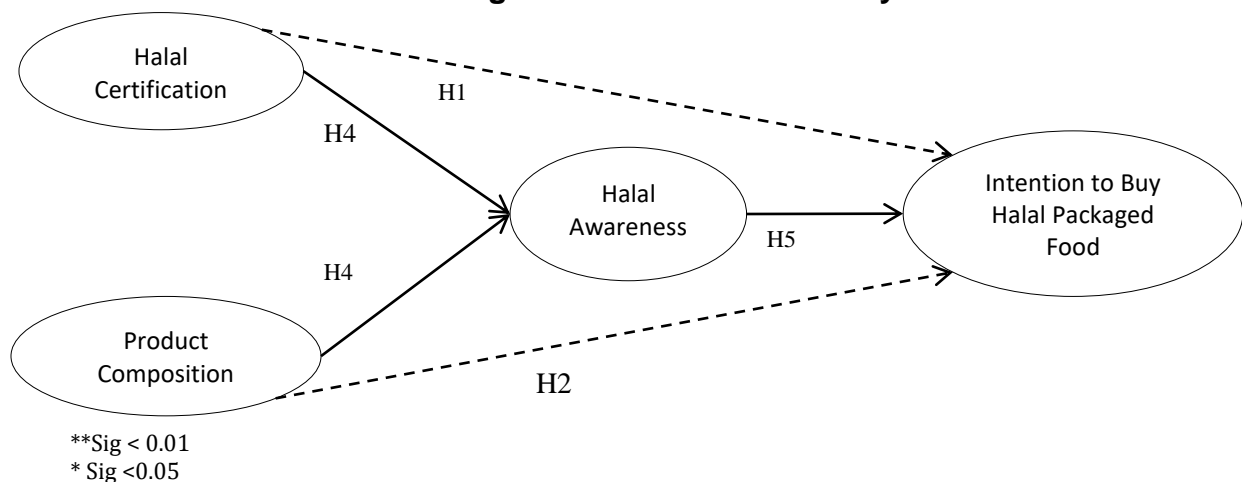 Halal
Certification
H1
H4
Halal
Awareness
Intention to Buy
Halal Packaged
Food
H5
H4
Product
Composition
H2
**Sig < 0.01
* Sig <0.05